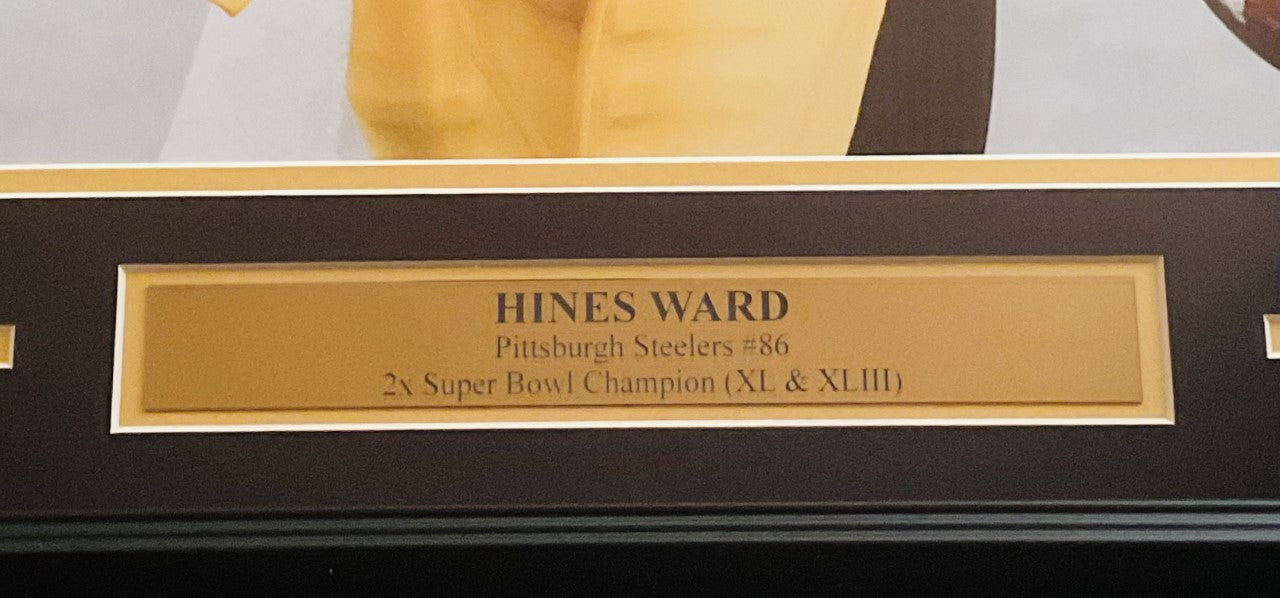 HINES WARD
Pittsburgh Steelers #86
2x Super Bowl Champion (XL & XLIII)